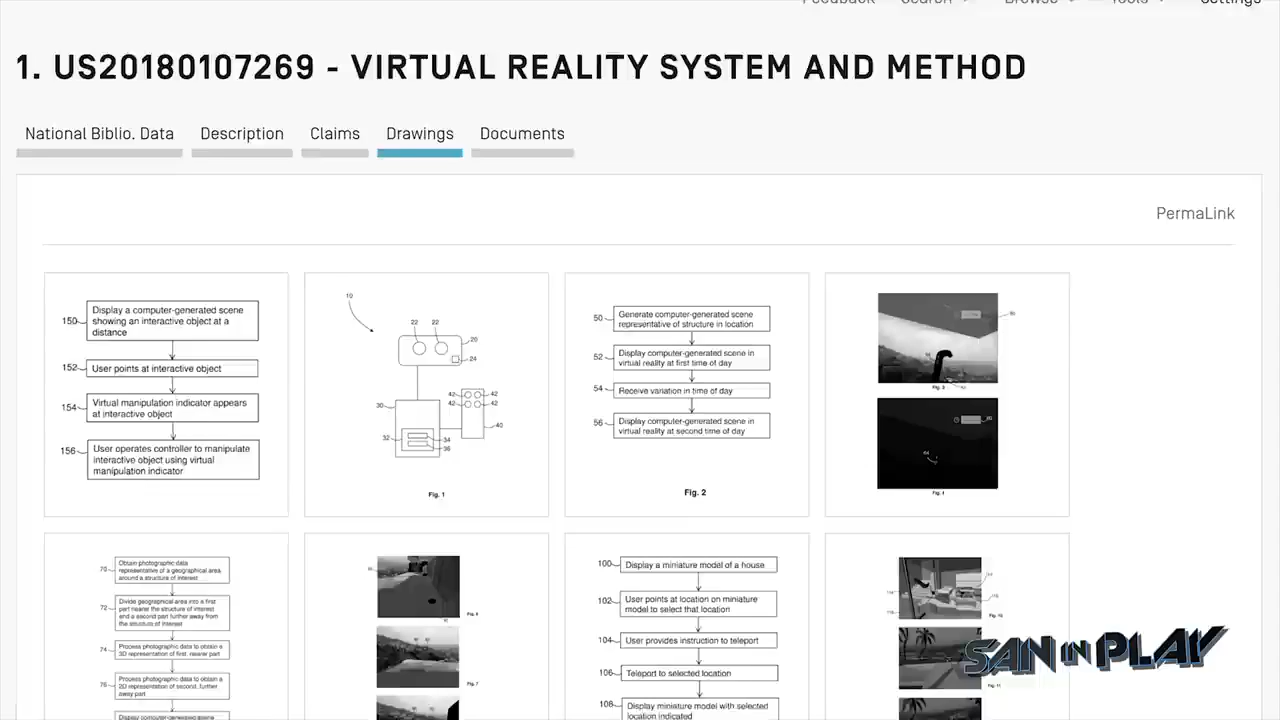 Feedback Search Browse Tools Settings
1. US20180107269 - VIRTUAL REALITY SYSTEM AND METHOD
National Biblio. Data Description Claims Drawings Documents
PermaLink
150
Display a computer-generated scene
showing an interactive object at a
distance
152
User points at interactive object
154
Virtual manipulation indicator appears
at interactive object
156
User operates controller to manipulate
interactive object using virtual
manipulation indicator
10
22 22
20
24
30
32
34
36
42 42
42 42
40
Fig. 1
50
Generate computer-generated scene
representative of structure in location
52
Display computer-generated scene in
virtual reality at first time of day
54
Receive variation in time of day
56
Display computer-generated scene in
virtual reality at second time of day
Fig. 2
70
Obtain photographic data
representative of a geographical area
around a structure of interest
72
Divide geographical area into a first
part nearer the structure of interest
and a second part further away from
the structure of interest
74
Process photographic data to obtain a
3D representation of first, nearer part
76
Process photographic data to obtain a
2D representation of second, further
away part
100
Display a miniature model of a house
102
User points at location on miniature
model to select that location
104
User provides instruction to teleport
106
Teleport to selected location
108
Display miniature model with selected
location indicated
SAN IN PLAY